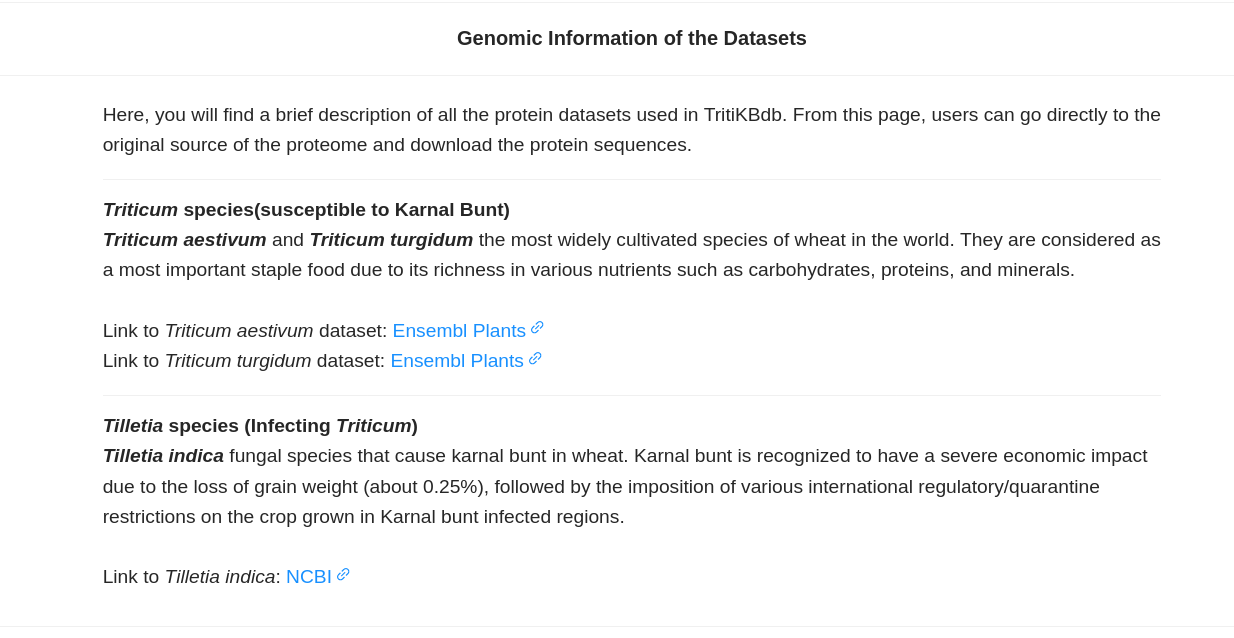 Genomic Information of the Datasets
Here, you will find a brief description of all the protein datasets used in TritiKBdb. From this page, users can go directly to the
original source of the proteome and download the protein sequences.
Triticum species(susceptible to Karnal Bunt)
Triticum aestivum and Triticum turgidum the most widely cultivated species of wheat in the world. They are considered as
a most important staple food due to its richness in various nutrients such as carbohydrates, proteins, and minerals.
Link to Triticum aestivum dataset: Ensembl Plants
Link to Triticum turgidum dataset: Ensembl Plants
Tilletia species (Infecting Triticum)
Tilletia indica fungal species that cause karnal bunt in wheat. Karnal bunt is recognized to have a severe economic impact
due to the loss of grain weight (about 0.25%), followed by the imposition of various international regulatory/quarantine
restrictions on the crop grown in Karnal bunt infected regions.
Link to Tilletia indica: NCBI